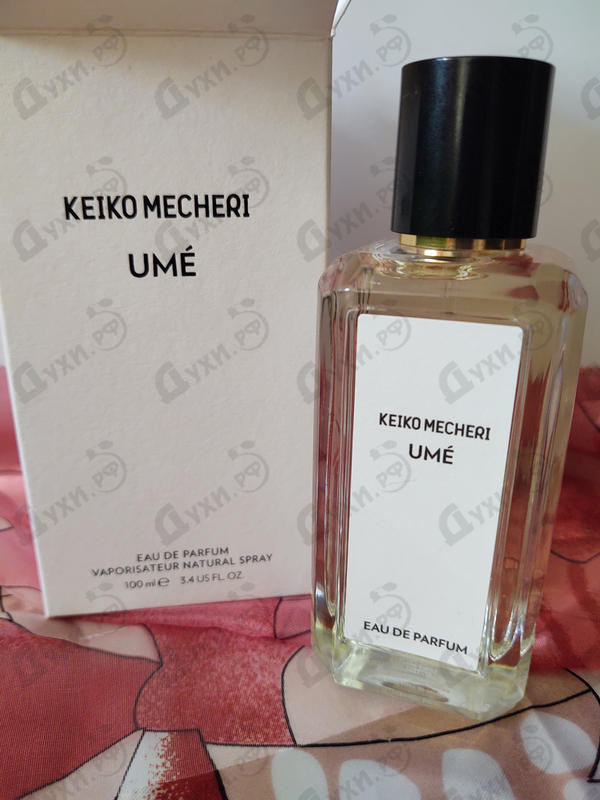 KEIKO MECHERI
UMÉ
EAU DE PARFUM
VAPORISATEUR NATURAL SPRAY
100 ml e 3.4 US FL. OZ.
KEIKO MECHERI
UMÉ
EAU DE PARFUM
Духи.РФ